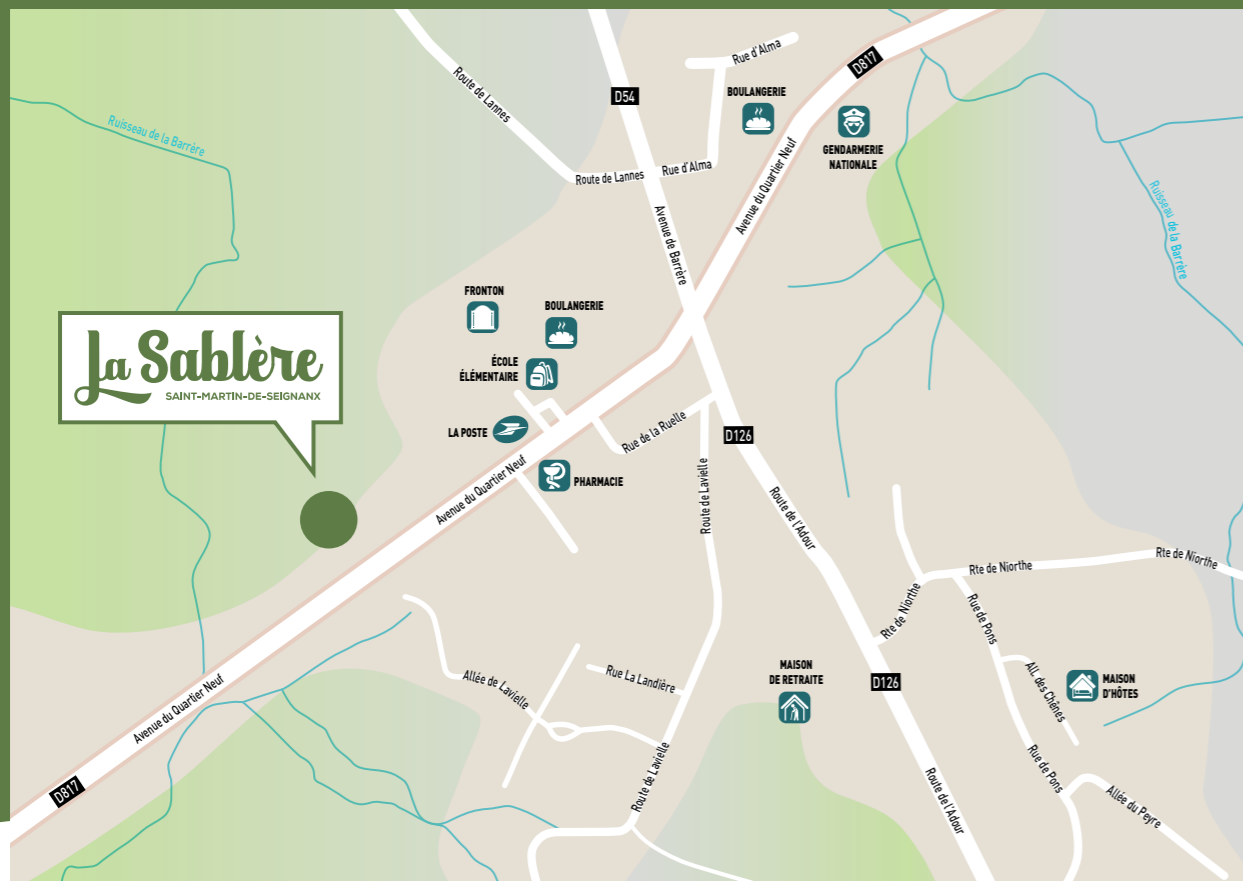 Rue d'Alma
D817
Route de Lannes
D54
BOULANGERIE
Ruisseau de la Barrère
GENDARMERIE
NATIONALE
Avenue du Quartier Neuf
Route de Lannes
Rue d'Alma
Ruisseau de la Barrère
Avenue de Barrère
FRONTON
BOULANGERIE
La Sablère
SAINT-MARTIN-DE-SEIGNANX
ÉCOLE
ÉLÉMENTAIRE
LA POSTE
Rue de la Ruelle
D126
PHARMACIE
Avenue du Quartier Neuf
Route de Lavielle
Route de l'Adour
Rte de Niorthe
Rte de Niorthe
Rte de Niorthe
Rue de Pons
MAISON
DE RETRAITE
Rue La Landière
Allée de Lavielle
D126
All. des Chênes
MAISON
D'HÔTES
Avenue du Quartier Neuf
Route de Lavielle
Rue de Pons
D817
Route de l'Adour
Allée du Peyre